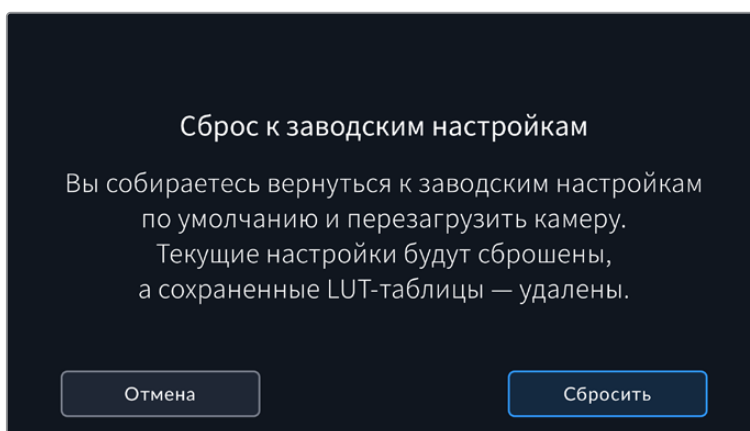 Сброс к заводским настройкам
Вы собираетесь вернуться к заводским настройкам
по умолчанию и перезагрузить камеру.
Текущие настройки будут сброшены,
а сохраненные LUT-таблицы — удалены.
Отмена
Сбросить